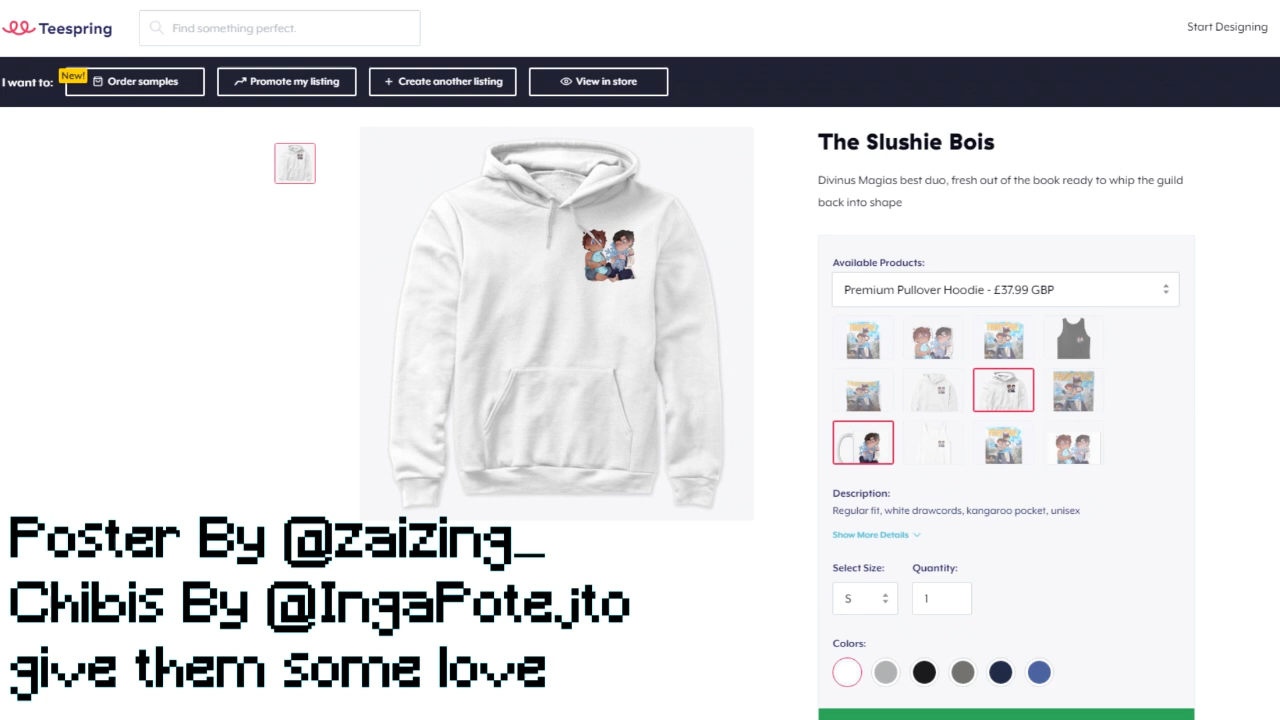 Teespring
Find something perfect.
Start Designing
I want to:
New!
Order samples
Promote my listing
Create another listing
View in store
The Slushie Bois
Divinus Magias best duo, fresh out of the book ready to whip the guild
back into shape
Available Products:
Premium Pullover Hoodie - £37.99 GBP
Description:
Regular fit, white drawcords, kangaroo pocket, unisex
Show More Details
Select Size:
Quantity:
S
1
Colors:
Poster By @zaizing_
Chibis By @IngaPote.jto
give them some love